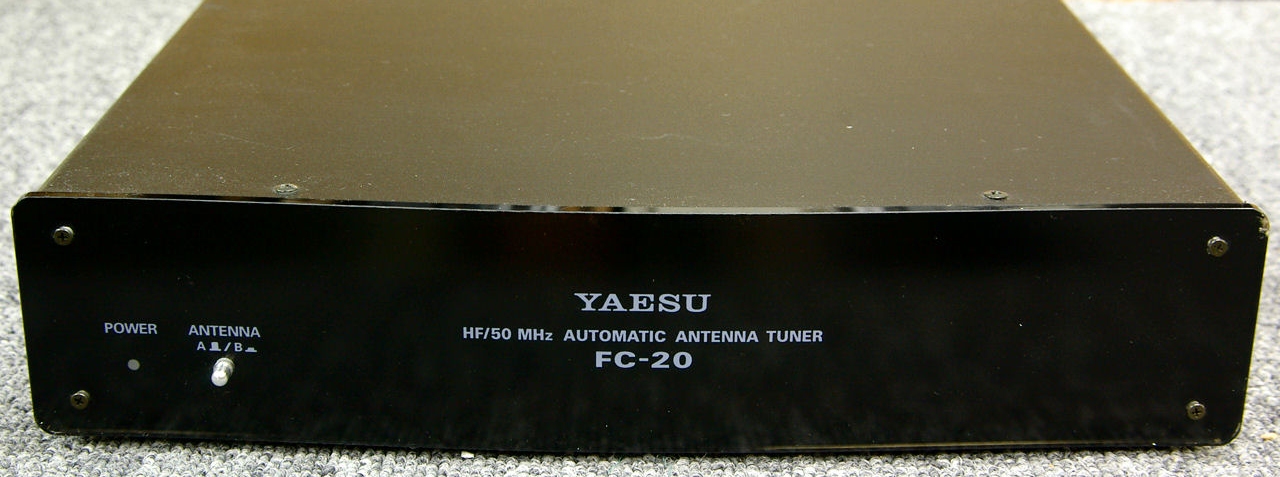 YAESU
HF/50 MHz AUTOMATIC ANTENNA TUNER
FC-20
POWER
ANTENNA
A / B